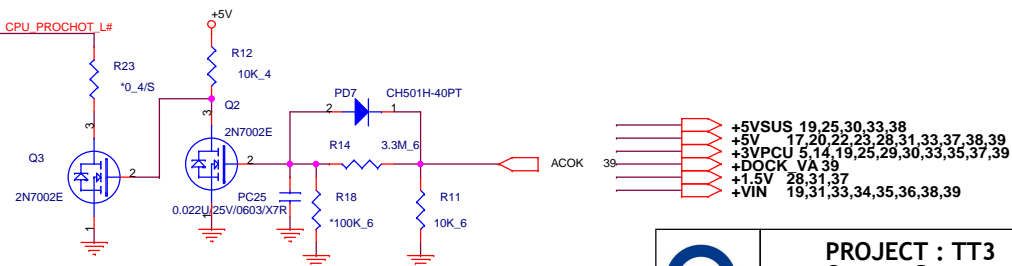 CPU_PROCHOT_L#
+5V
R23
*0_4/S
R12
10K_4
PD7 CH501H-40PT
2 1
3
Q2
2N7002E
3
Q3
2
2N7002E
1
2
R14 3.3M_6
PC25
0.022U/25V/0603/X7R
1
R18
*100K_6
R11
10K_6
ACOK 39
+5VSUS 19,25,30,33,38
+5V 17,20,22,23,28,31,33,37,38,39
+3VPCU 5,14,19,25,29,30,33,35,37,39
+DOCK_VA 39
+1.5V 28,31,37
+VIN 19,31,33,34,35,36,38,39
PROJECT : TT3